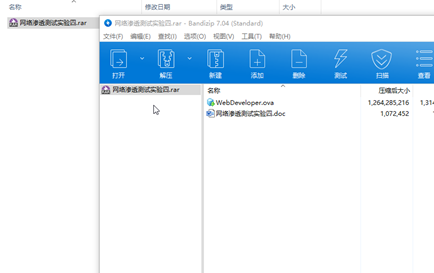 名称 修改日期 类型 大小
网络渗透测试实验四.rar
网络渗透测试实验四.rar - Bandizip 7.04 (Standard)
文件(F) 编辑(E) 查找(I) 选项(O) 视图(V) 工具(T) 帮助(H)
打开 解压 新建 添加 删除 测试 扫描 查看
网络渗透测试实验四.rar
名称 压缩后大小
WebDeveloper.ova 1,264,285,216 1,314
网络渗透测试实验四.doc 1,072,452